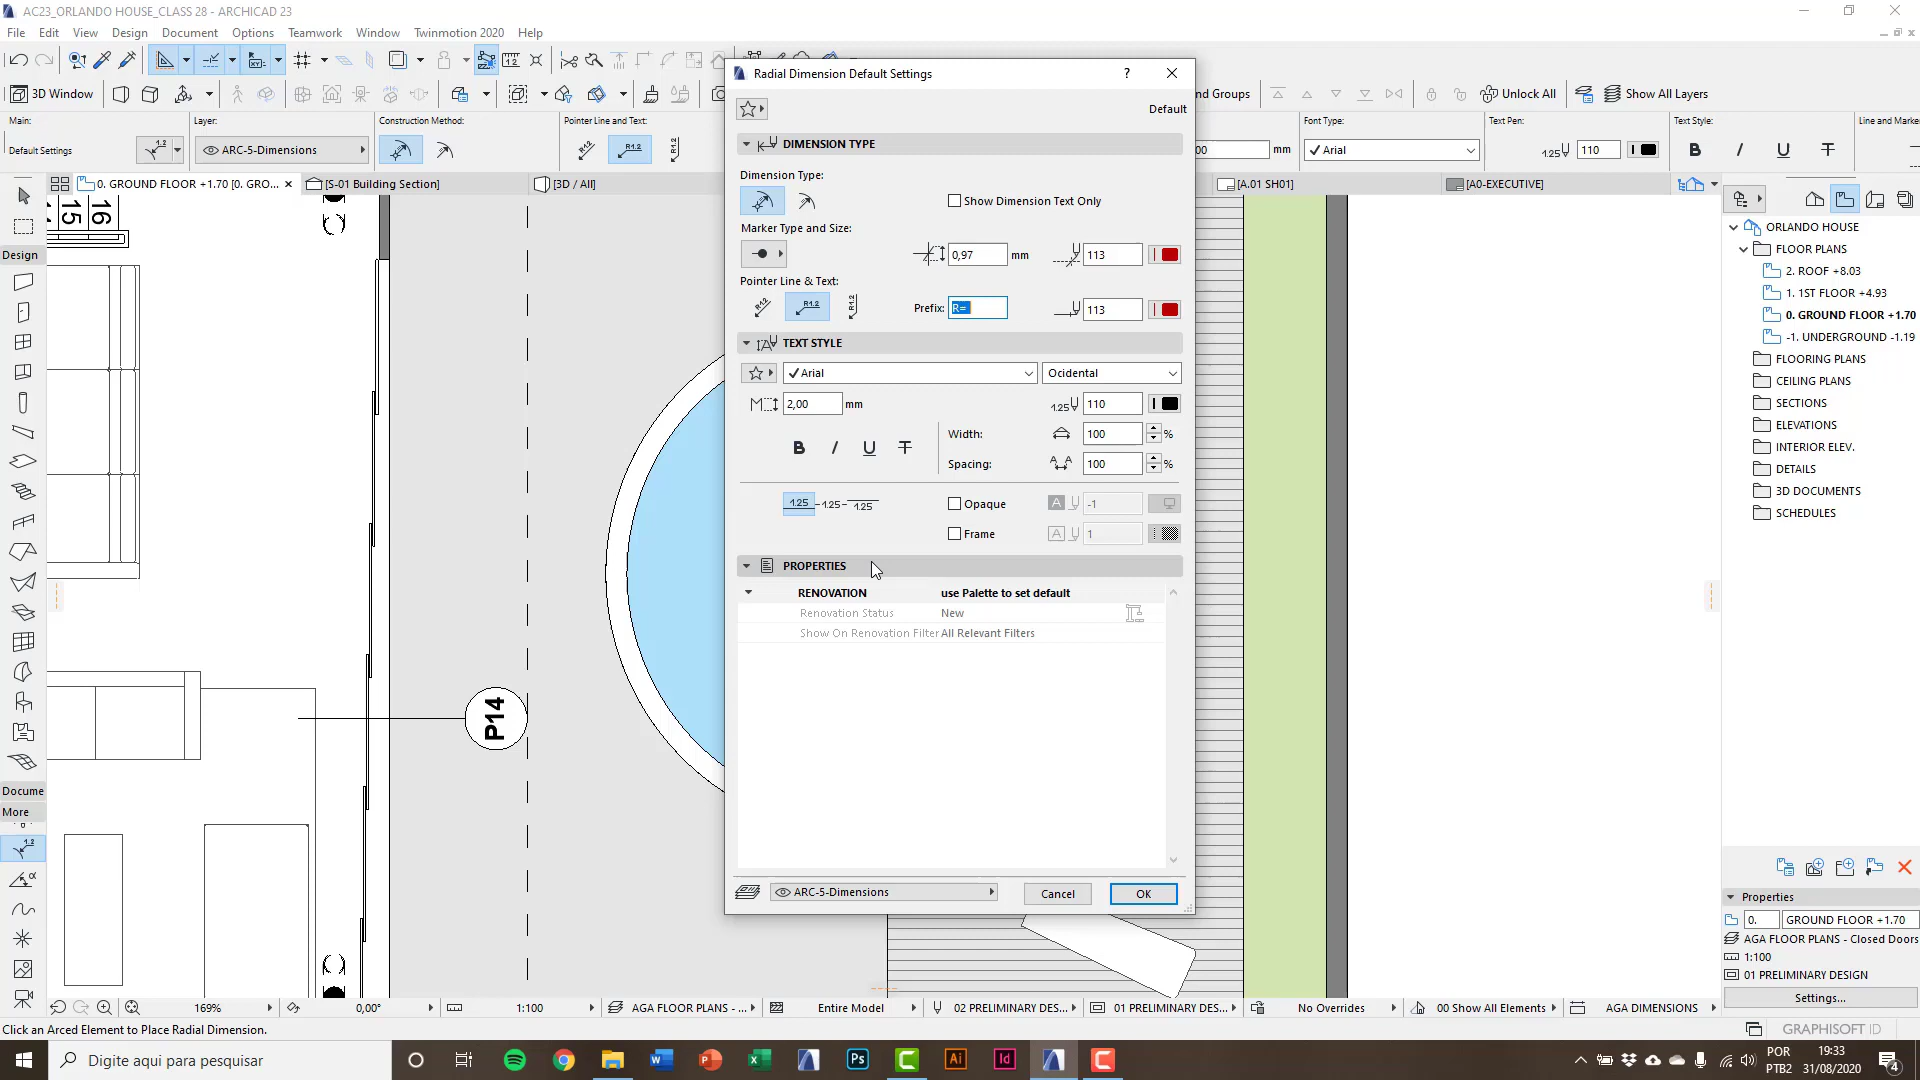 AC23_ORLANDO HOUSE_CLASS 28 - ARCHICAD 23
File Edit View Design Document Options Teamwork Window Twinmotion 2020 Help
3D Window
nd Groups
Unlock All
Show All Layers
Main:
Default Settings
Layer:
ARC-5-Dimensions
Construction Method:
Pointer Line and Text:
00 mm
Font Type:
Arial
Text Pen:
110
Text Style:
Line and Marker
0. GROUND FLOOR +1.70 [0. GRO...
[S-01 Building Section]
[3D / All]
[A.01 SH01]
[A0-EXECUTIVE]
Radial Dimension Default Settings
Default
DIMENSION TYPE
Dimension Type:
Show Dimension Text Only
Marker Type and Size:
0,97 mm
113
Pointer Line & Text:
Prefix: R=
113
TEXT STYLE
Arial
Ocidental
2,00 mm
110
Width: 100 %
Spacing: 100 %
Opaque
-1
Frame
1
PROPERTIES
RENOVATION use Palette to set default
Renovation Status New
Show On Renovation Filter All Relevant Filters
ARC-5-Dimensions
Cancel
OK
Design
Docume
More
15
16
P14
ORLANDO HOUSE
FLOOR PLANS
2. ROOF +8.03
1. 1ST FLOOR +4.93
0. GROUND FLOOR +1.70
-1. UNDERGROUND -1.19
FLOORING PLANS
CEILING PLANS
SECTIONS
ELEVATIONS
INTERIOR ELEV.
DETAILS
3D DOCUMENTS
SCHEDULES
Properties
0. GROUND FLOOR +1.70
AGA FLOOR PLANS - Closed Doors
1:100
01 PRELIMINARY DESIGN
Settings...
169%
0,00°
1:100
AGA FLOOR PLANS - ...
Entire Model
02 PRELIMINARY DES...
01 PRELIMINARY DES...
No Overrides
00 Show All Elements
AGA DIMENSIONS
Click an Arced Element to Place Radial Dimension.
GRAPHISOFT ID
Digite aqui para pesquisar
POR
PTB2
19:33
31/08/2020
4